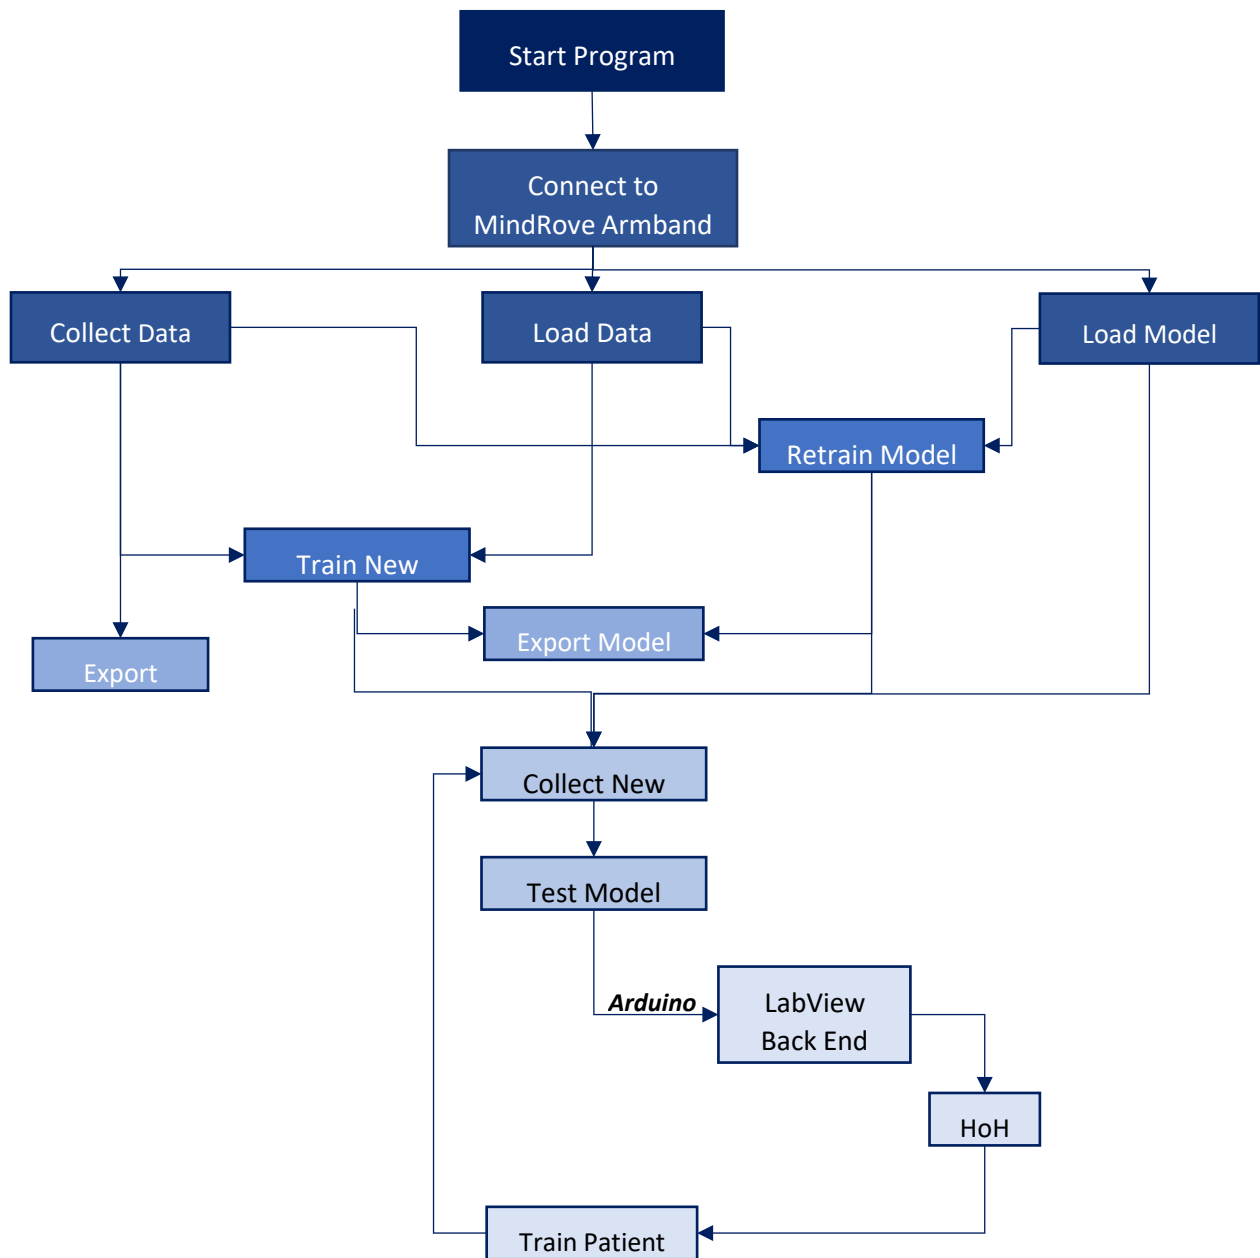 Start Program
Connect to
MindRove Armband
Collect Data
Load Data
Load Model
Retrain Model
Train New
Export Model
Export
Collect New
Test Model
Arduino
LabView
Back End
HoH
Train Patient